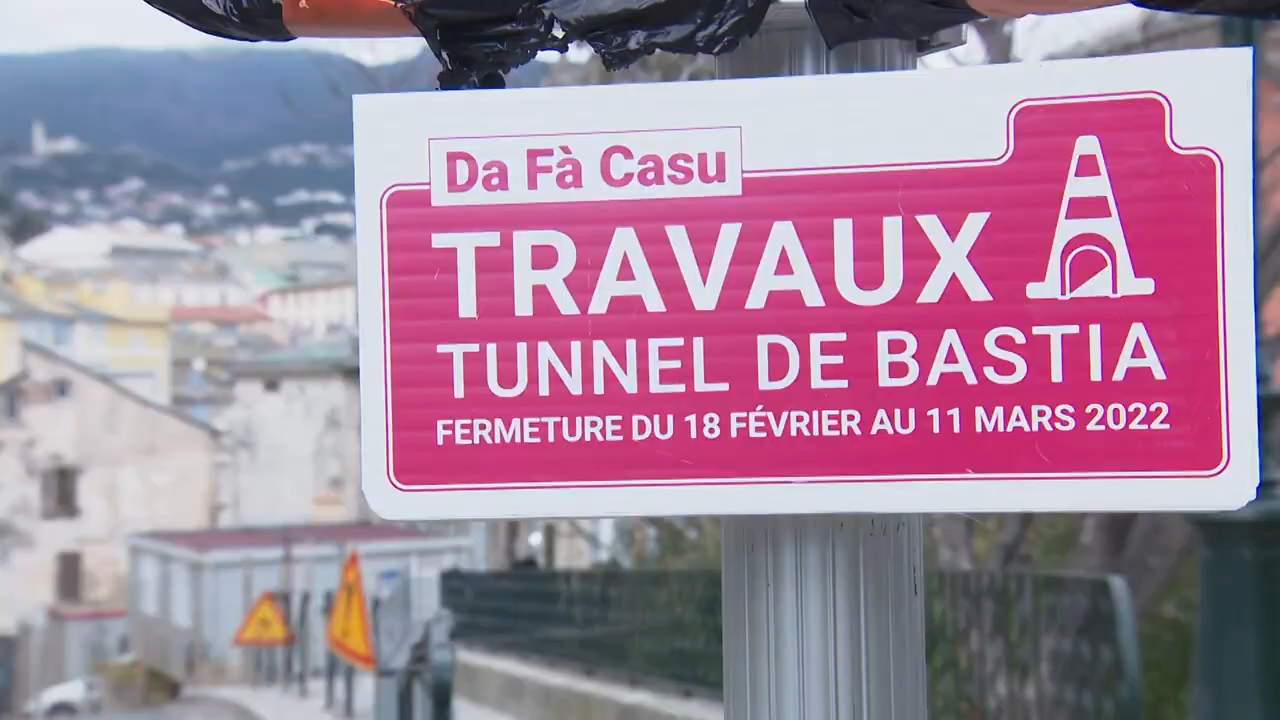 Da Fà Casu
TRAVAUX
TUNNEL DE BASTIA
FERMETURE DU 18 FÉVRIER AU 11 MARS 2022